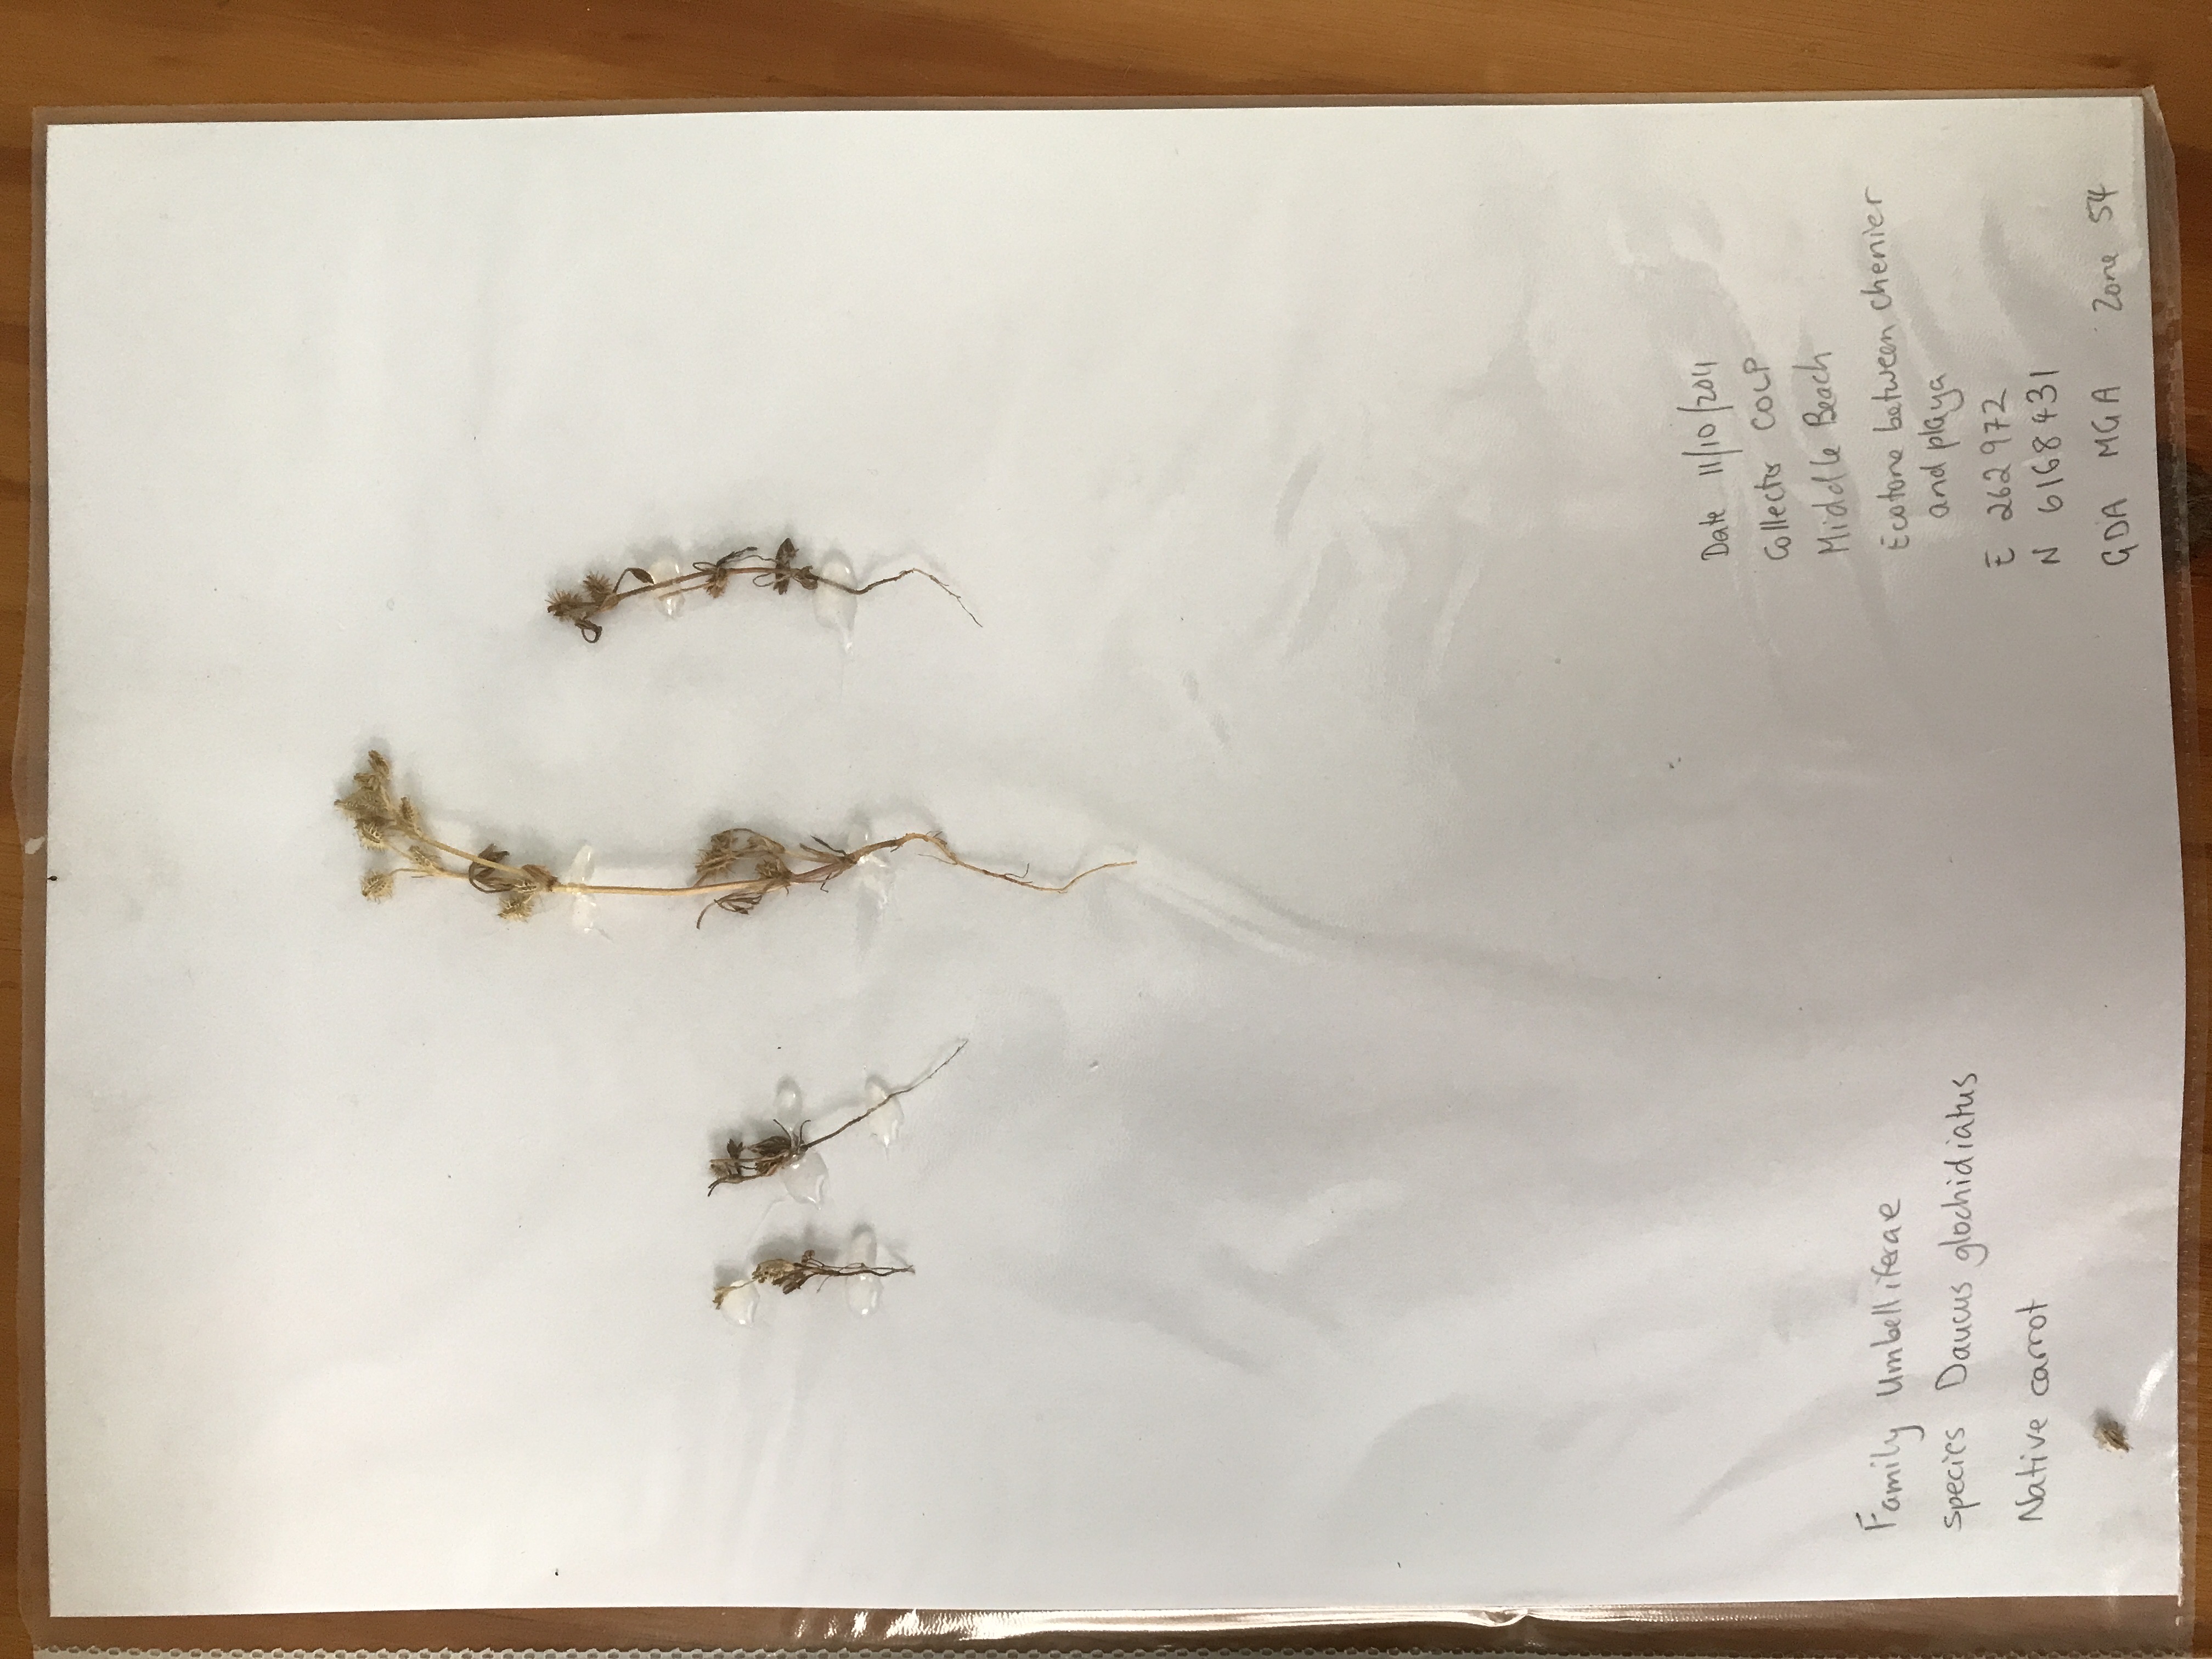 Family Umbelliferae
species Daucus glochidiatus
Native carrot
Date 11/10/2011
Collector COLP
Middle Beach
Ecotone between chenier
and playa
E 262972
N 6168431
GDA MGA Zone 54